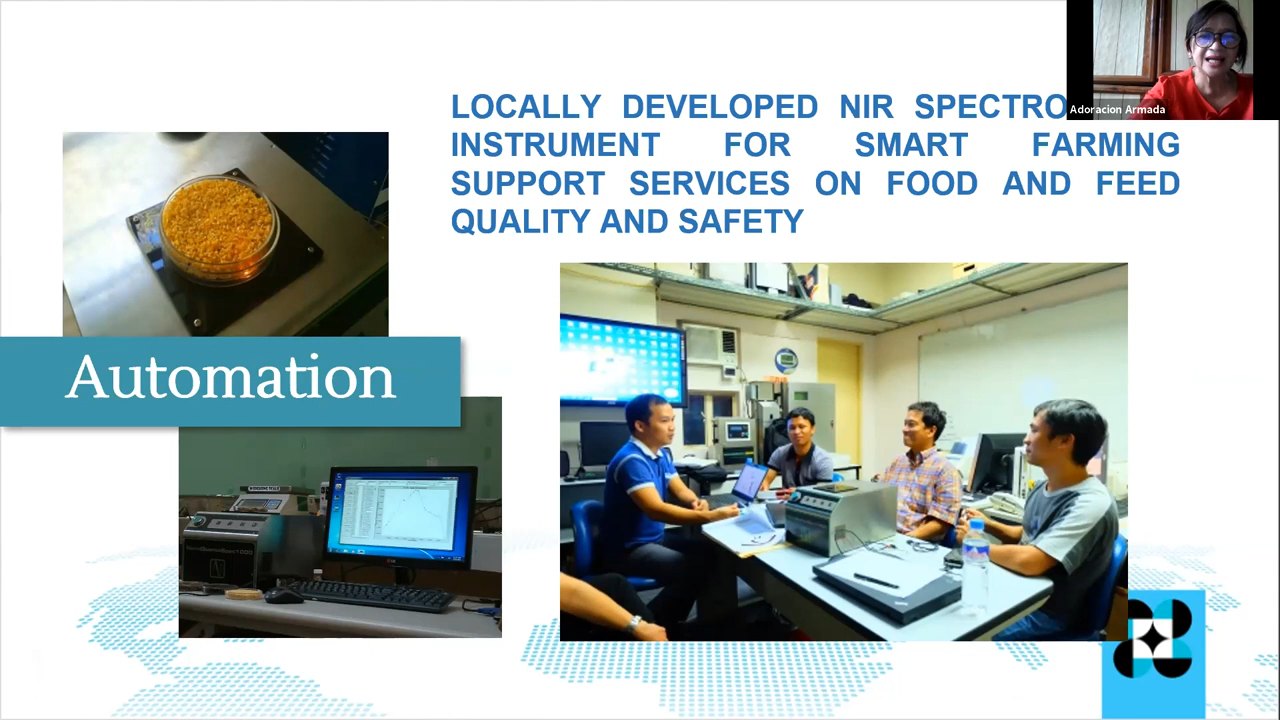 Adoracion Armada
LOCALLY DEVELOPED NIR SPECTRO
INSTRUMENT FOR SMART FARMING
SUPPORT SERVICES ON FOOD AND FEED
QUALITY AND SAFETY
Automation